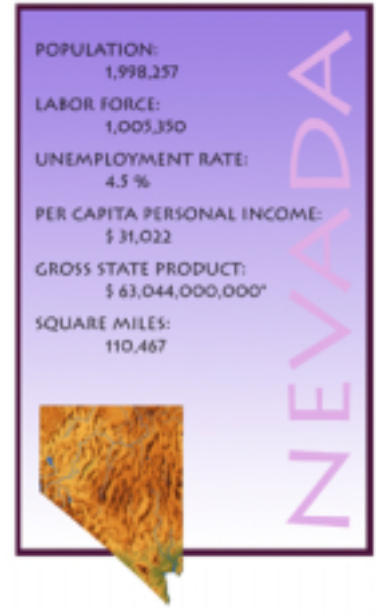 POPULATION:
1,998,257
LABOR FORCE:
1,005,350
UNEMPLOYMENT RATE:
4.5 %
PER CAPITA PERSONAL INCOME:
$ 31,022
GROSS STATE PRODUCT:
$ 63,044,000,000*
SQUARE MILES:
110,467
NEVADA